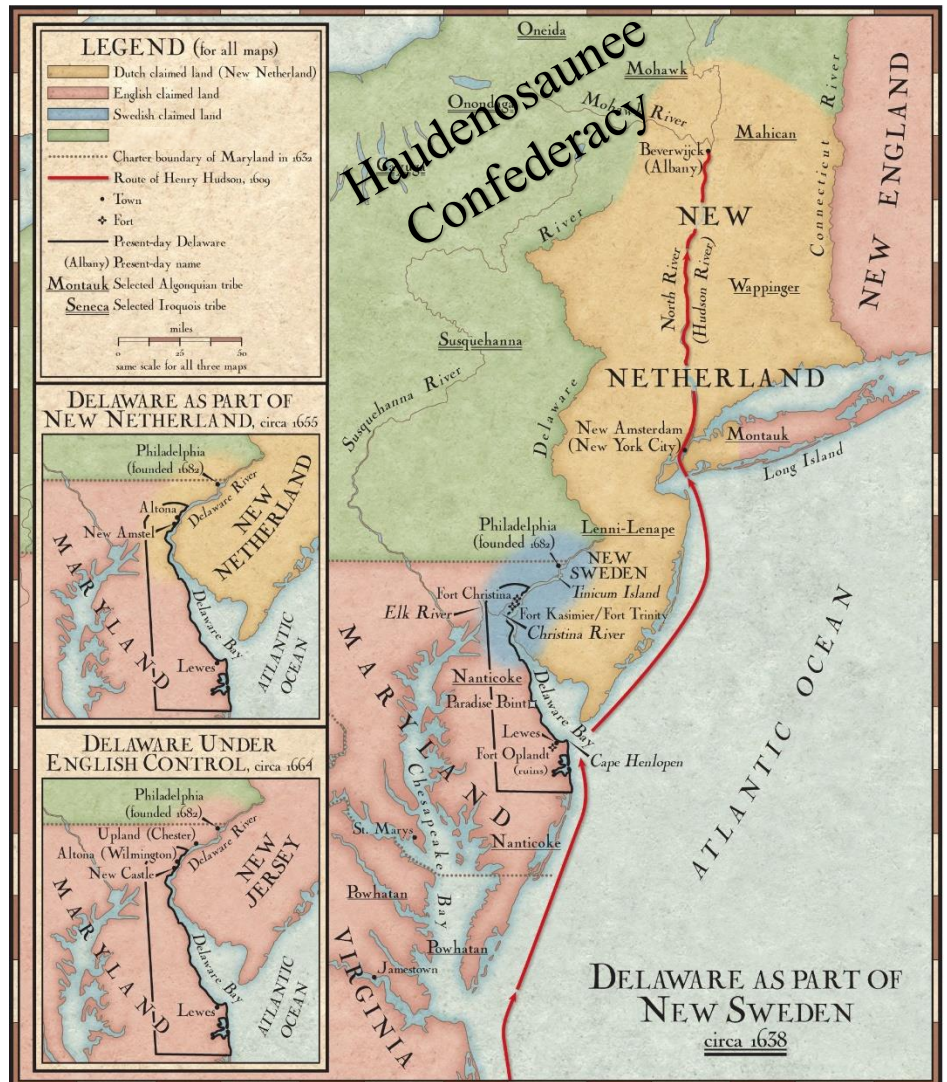 LEGEND (for all maps)
Dutch claimed land (New Netherland)
English claimed land
Swedish claimed land
Charter boundary of Maryland in 1632
Route of Henry Hudson, 1609
Town
Fort
Present-day Delaware
(Albany) Present-day name
Montauk Selected Algonquian tribe
Seneca Selected Iroquois tribe
miles
0 25 50
same scale for all three maps
DELAWARE AS PART OF
NEW NETHERLAND, circa 1655
Philadelphia
(founded 1682)
Delaware River
Altona
New Amstel
NEW
NETHERLAND
MARYLAND
Delaware Bay
Lewes
ATLANTIC
OCEAN
DELAWARE UNDER
ENGLISH CONTROL, circa 1664
Philadelphia
(founded 1682)
Upland (Chester)
Delaware River
Altona (Wilmington)
New Castle
NEW
JERSEY
MARYLAND
Delaware Bay
Lewes
ATLANTIC
OCEAN
Oneida
Haudenosaunee
Confederacy
Mohawk
Onondaga
Mohawk River
Mahican
Beverwijck
(Albany)
Connecticut River
NEW ENGLAND
NEW
North River
(Hudson River)
Wappinger
Susquehanna
Susquehanna River
Delaware River
NETHERLAND
New Amsterdam
(New York City)
Montauk
Long Island
Philadelphia
(founded 1682)
Lenni-Lenape
NEW
SWEDEN
Tinicum Island
Fort Christina
Elk River
Fort Kasimier/Fort Trinity
Christina River
MARYLAND
Nanticoke
Paradise Point
Delaware Bay
Lewes
Fort Oplandt
(ruins)
Cape Henlopen
Chesapeake Bay
St. Marys
Nanticoke
Powhatan
Powhatan
Jamestown
VIRGINIA
ATLANTIC OCEAN
DELAWARE AS PART OF
NEW SWEDEN
circa 1638